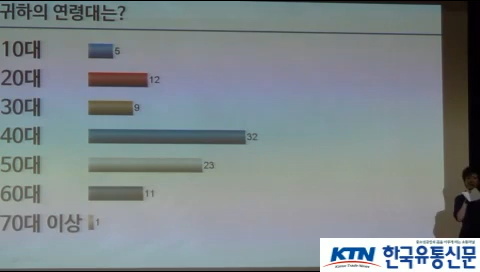 귀하의 연령대는?
10대 5
20대 12
30대 9
40대 32
50대 23
60대 11
70대 이상 1
KTN 한국유통신문